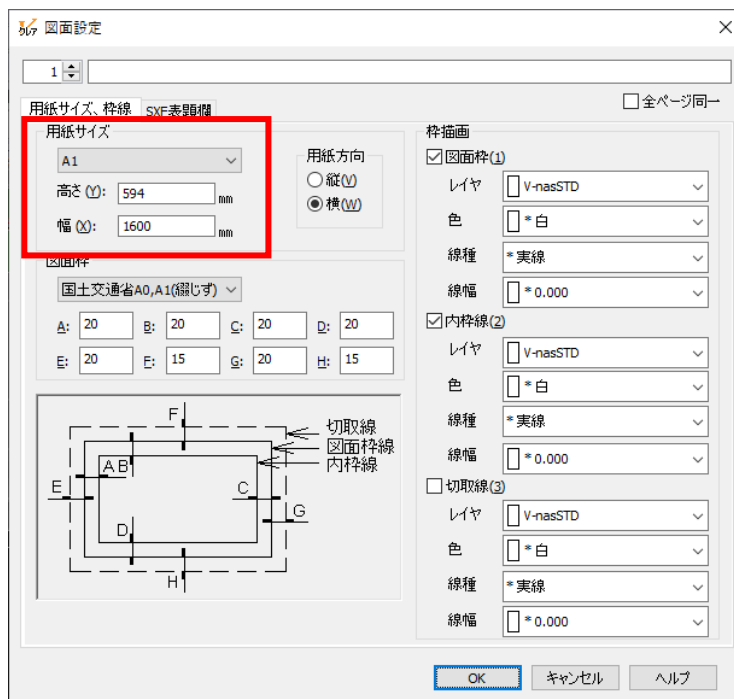 クレア 図面設定
1
用紙サイズ、枠線 SXF表題欄
全ページ同一
用紙サイズ
A1
高さ(Y): 594 mm
幅(X): 1600 mm
用紙方向
縦(V)
横(W)
図面枠
国土交通省A0,A1(綴じず)
A: 20 B: 20 C: 20 D: 20
E: 20 F: 15 G: 20 H: 15
F
切取線
図面枠線
内枠線
A B
E
C
G
D
H
枠描画
図面枠(1)
レイヤ V-nasSTD
色 *白
線種 *実線
線幅 *0.000
内枠線(2)
レイヤ V-nasSTD
色 *白
線種 *実線
線幅 *0.000
切取線(3)
レイヤ V-nasSTD
色 *白
線種 *実線
線幅 *0.000
OK キャンセル ヘルプ